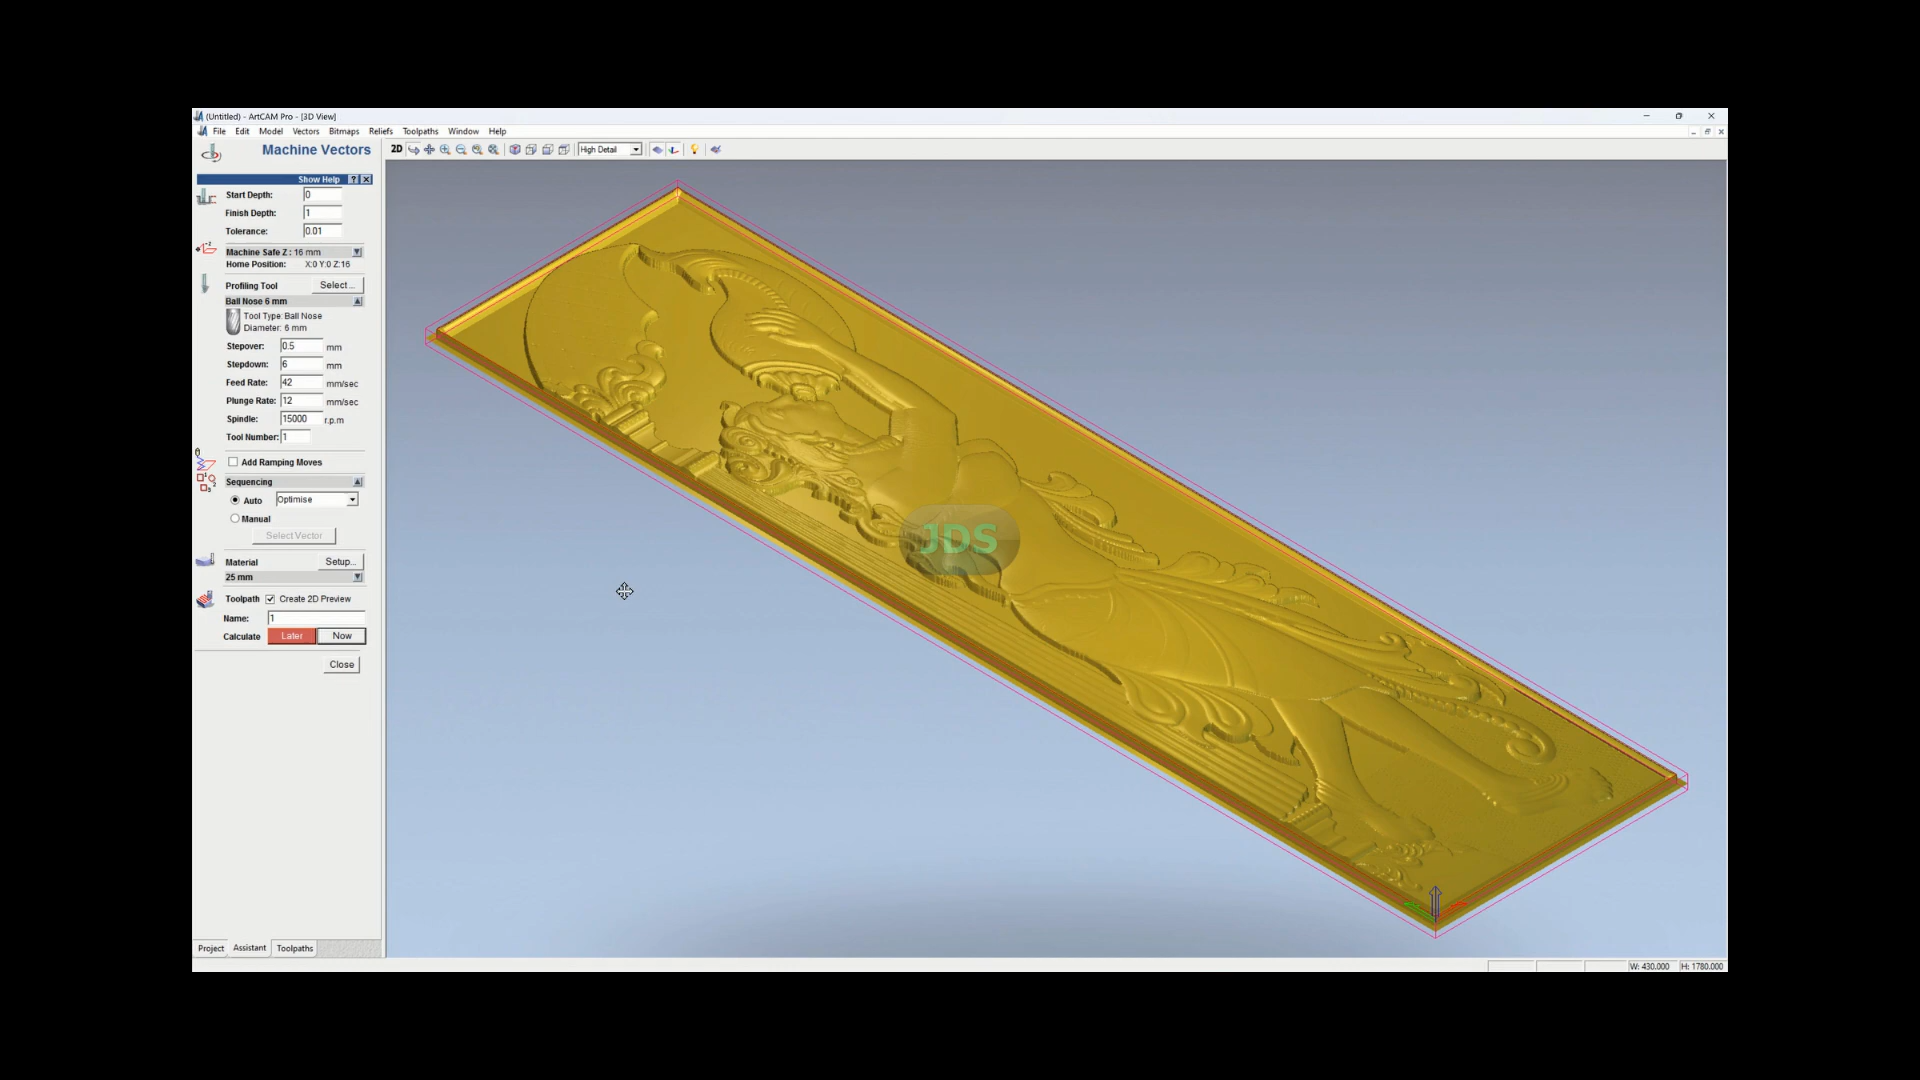 (Untitled) - ArtCAM Pro - [3D View]
File Edit Model Vectors Bitmaps Reliefs Toolpaths Window Help
Machine Vectors
2D High Detail
Show Help ?
Start Depth: 0
Finish Depth: 1
Tolerance: 0.01
Machine Safe Z : 16 mm
Home Position: X:0 Y:0 Z:16
Profiling Tool Select ...
Ball Nose 6 mm
Tool Type: Ball Nose
Diameter: 6 mm
Stepover: 0.5 mm
Stepdown: 6 mm
Feed Rate: 42 mm/sec
Plunge Rate: 12 mm/sec
Spindle: 15000 r.p.m
Tool Number: 1
Add Ramping Moves
Sequencing
Auto Optimise
Manual
Select Vector
Material Setup...
25 mm
Toolpath Create 2D Preview
Name: 1
Calculate Later Now
Close
JDS
Project Assistant Toolpaths
W: 430.000 H: 1780.000